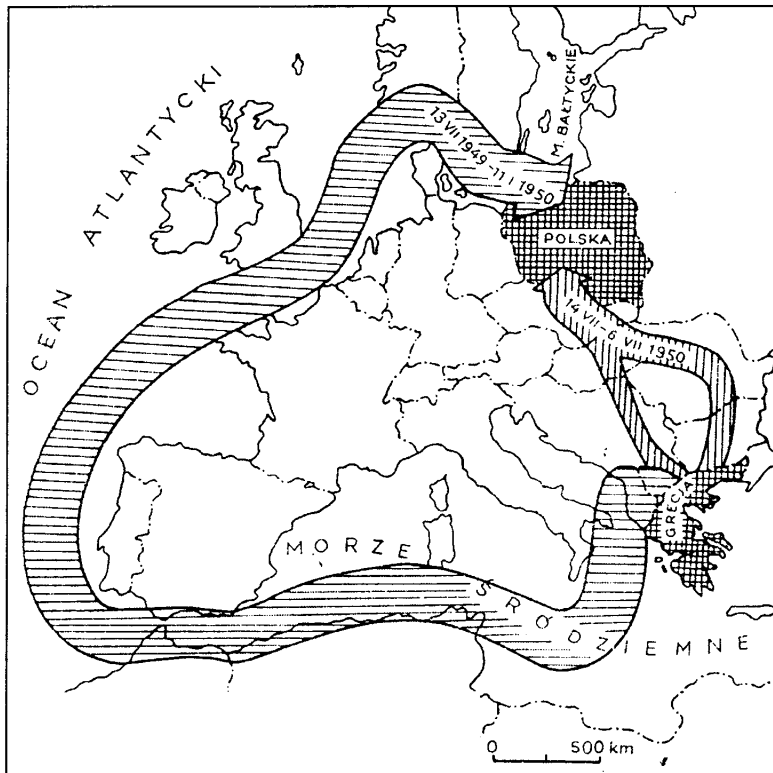 OCEAN ATLANTYCKI
M. BAŁTYCKIE
13 VII 1949-11 I 1950
POLSKA
14 VII-6 VII 1950
GRECJA
MORZE ŚRÓDZIEMNE
0 500 km